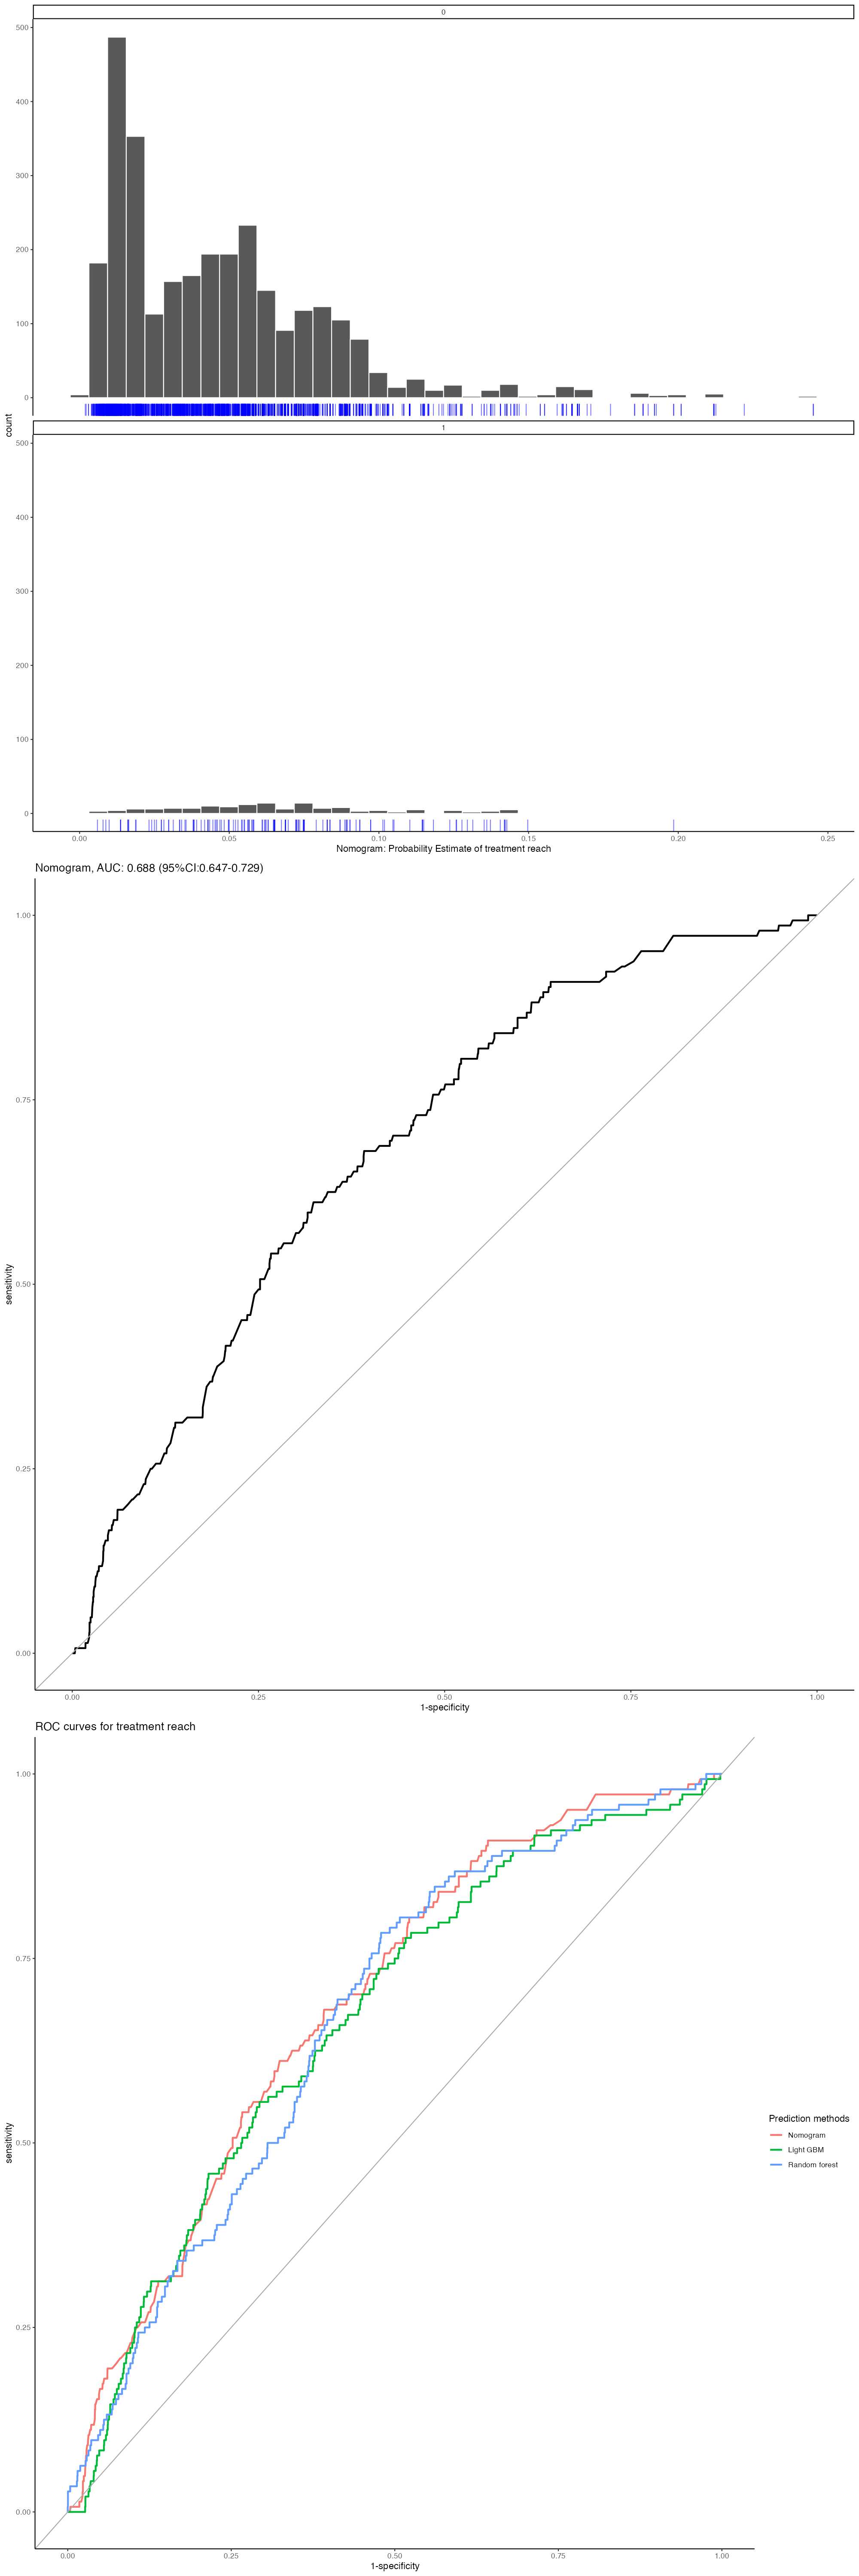 0
500
400
300
200
100
0
count
1
500
400
300
200
100
0
0.00 0.05 0.10 0.15 0.20 0.25
Nomogram: Probability Estimate of treatment reach
Nomogram, AUC: 0.688 (95%CI:0.647-0.729)
1.00
0.75
0.50
sensitivity
0.25
0.00
0.00 0.25 0.50 0.75 1.00
1-specificity
ROC curves for treatment reach
1.00
0.75
0.50
sensitivity
0.25
0.00
0.00 0.25 0.50 0.75 1.00
1-specificity
Prediction methods
Nomogram
Light GBM
Random forest